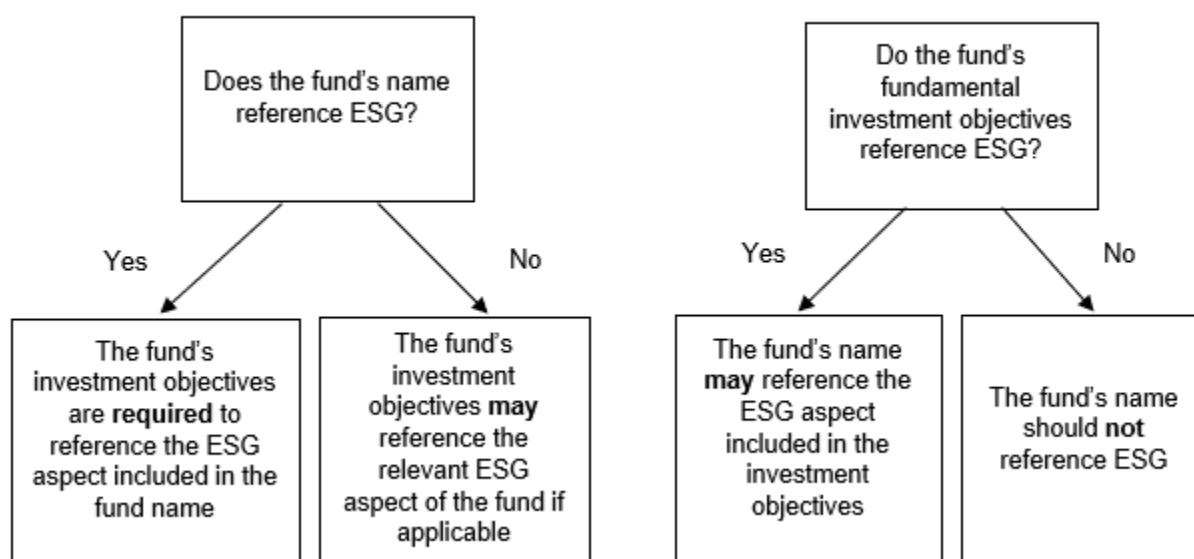 Does the fund's name
reference ESG?
Do the fund's
fundamental
investment objectives
reference ESG?
Yes
No
Yes
No
The fund's
investment objectives
are required to
reference the ESG
aspect included in the
fund name
The fund's
investment
objectives may
reference the
relevant ESG
aspect of the fund if
applicable
The fund's name
may reference the
ESG aspect
included in the
investment
objectives
The fund's name
should not
reference ESG